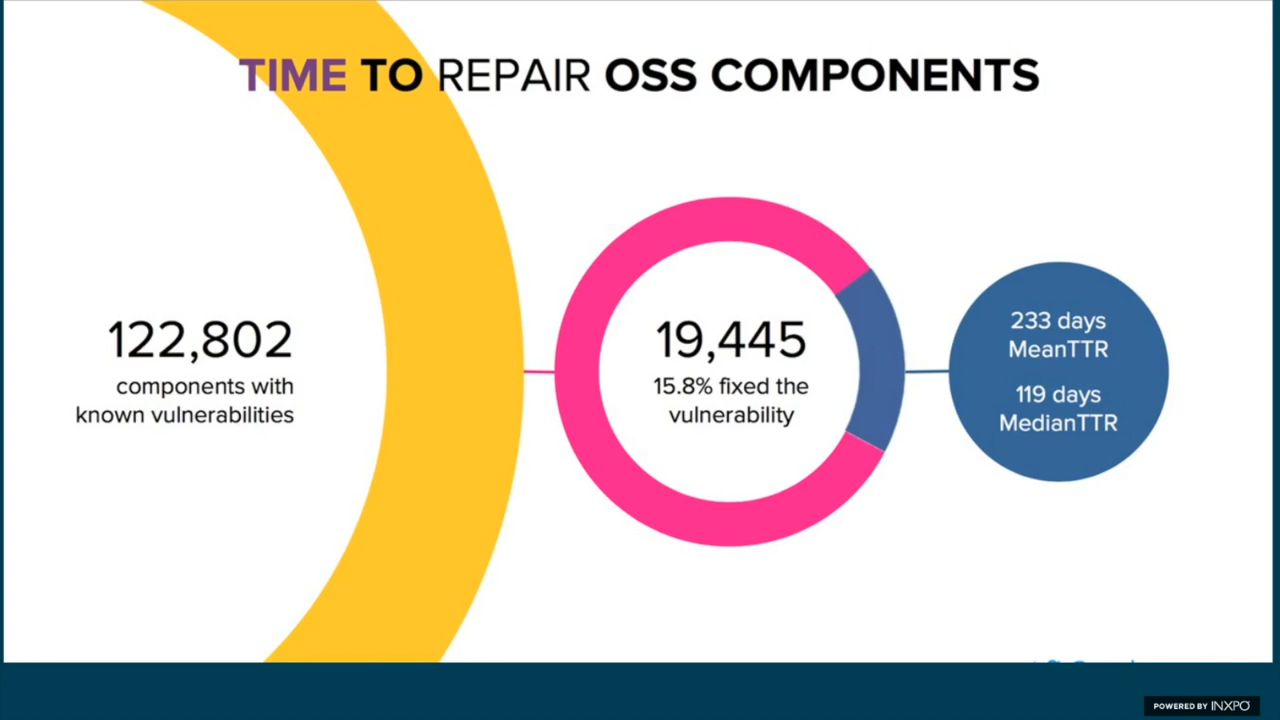 TIME TO REPAIR OSS COMPONENTS
122,802
components with
known vulnerabilities
19,445
15.8% fixed the
vulnerability
233 days
MeanTTR
119 days
MedianTTR
POWERED BY INXPO